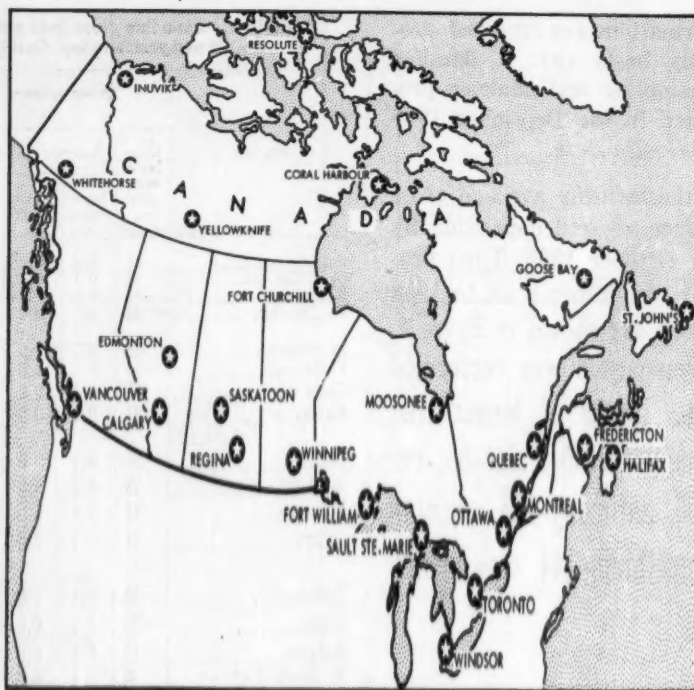 RESOLUTE
INUVIK
C A N A D A
WHITEHORSE
CORAL HARBOUR
YELLOWKNIFE
GOOSE BAY
FORT CHURCHILL
ST. JOHN'S
EDMONTON
VANCOUVER
SASKATOON
MOOSONEE
CALGARY
FREDERICTON
REGINA
WINNIPEG
QUEBEC
HALIFAX
FORT WILLIAM
MONTREAL
OTTAWA
SAULT STE. MARIE
TORONTO
WINDSOR